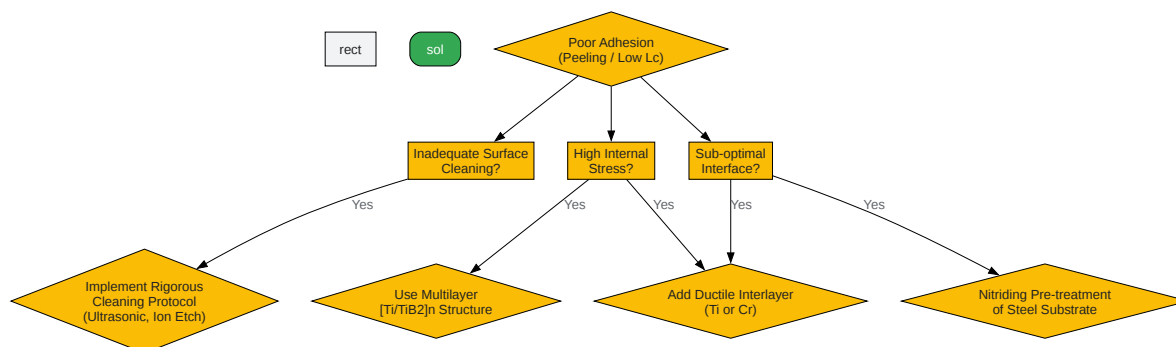 rect
sol
Poor Adhesion
(Peeling / Low Lc)
Inadequate Surface
Cleaning?
High Internal
Stress?
Sub-optimal
Interface?
Yes
Yes
Yes
Yes
Yes
Implement Rigorous
Cleaning Protocol
(Ultrasonic, Ion Etch)
Use Multilayer
[Ti/TiB2]n Structure
Add Ductile Interlayer
(Ti or Cr)
Nitriding Pre-treatment
of Steel Substrate